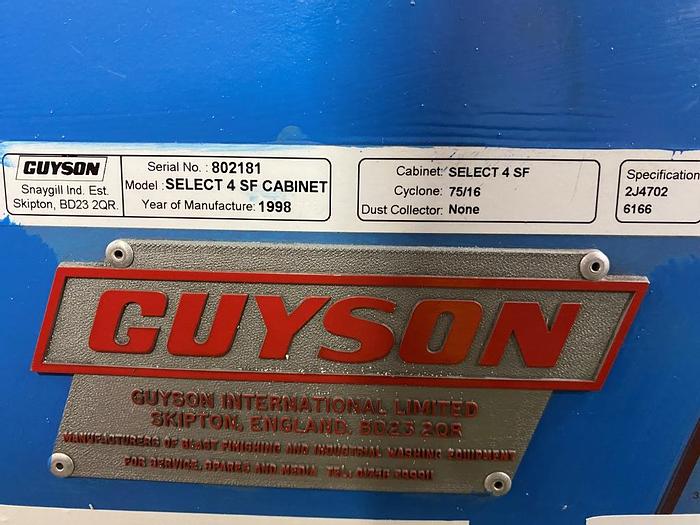 GUYSON
Snaygill Ind. Est.
Skipton, BD23 2QR.
Serial No. : 802181
Model : SELECT 4 SF CABINET
Year of Manufacture: 1998
Cabinet: SELECT 4 SF
Cyclone: 75/16
Dust Collector: None
Specification
2J4702
6166
GUYSON
GUYSON INTERNATIONAL LIMITED
SKIPTON, ENGLAND. BD23 2QR
MANUFACTURERS OF BLAST FINISHING AND INDUSTRIAL WASHING EQUIPMENT
FOR SERVICE, SPARES AND MEDIA TEL.